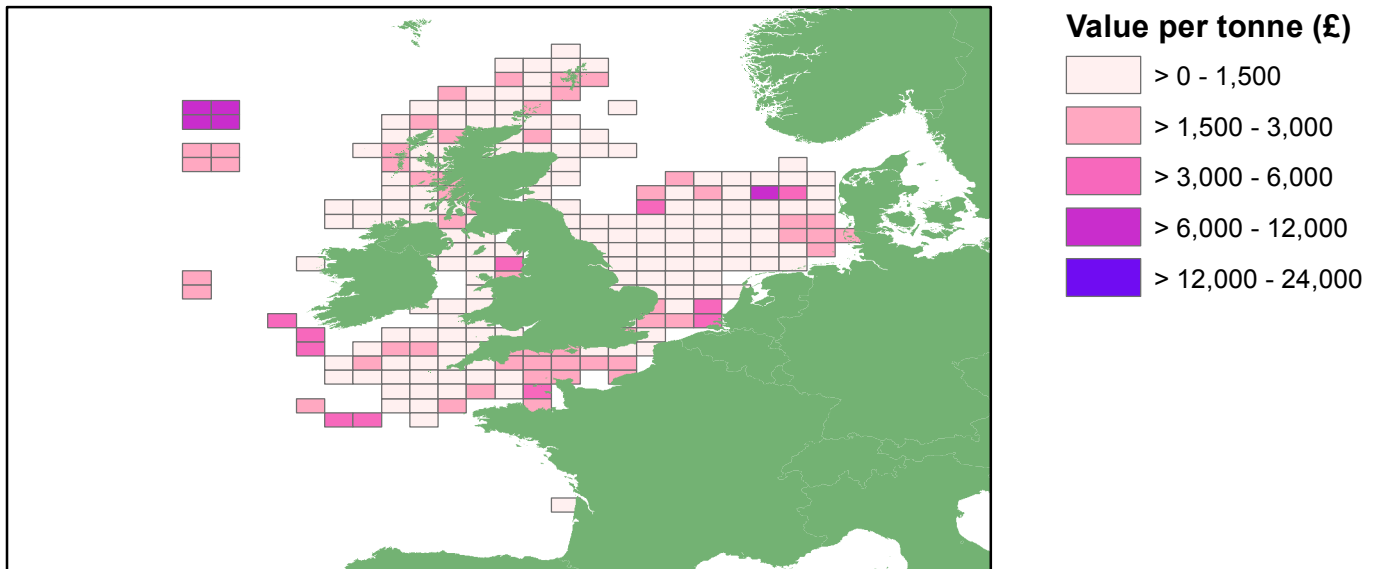 Value per tonne (£)
> 0 - 1,500
> 1,500 - 3,000
> 3,000 - 6,000
> 6,000 - 12,000
> 12,000 - 24,000